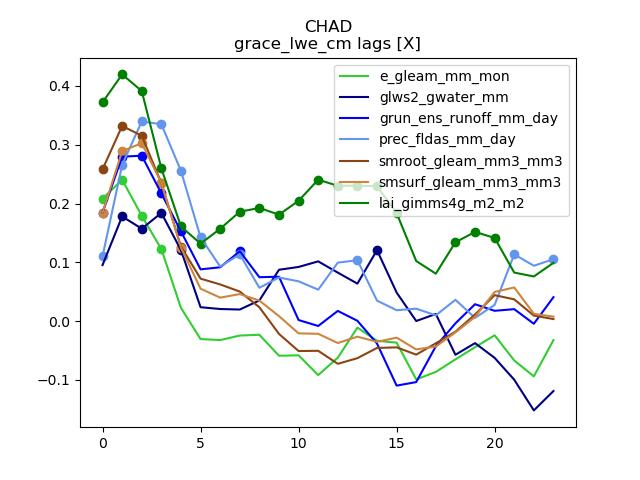 CHAD
grace_lwe_cm lags [X]
0.4
0.3
0.2
0.1
0.0
−0.1
0
5
10
15
20
e_gleam_mm_mon
glws2_gwater_mm
grun_ens_runoff_mm_day
prec_fldas_mm_day
smroot_gleam_mm3_mm3
smsurf_gleam_mm3_mm3
lai_gimms4g_m2_m2